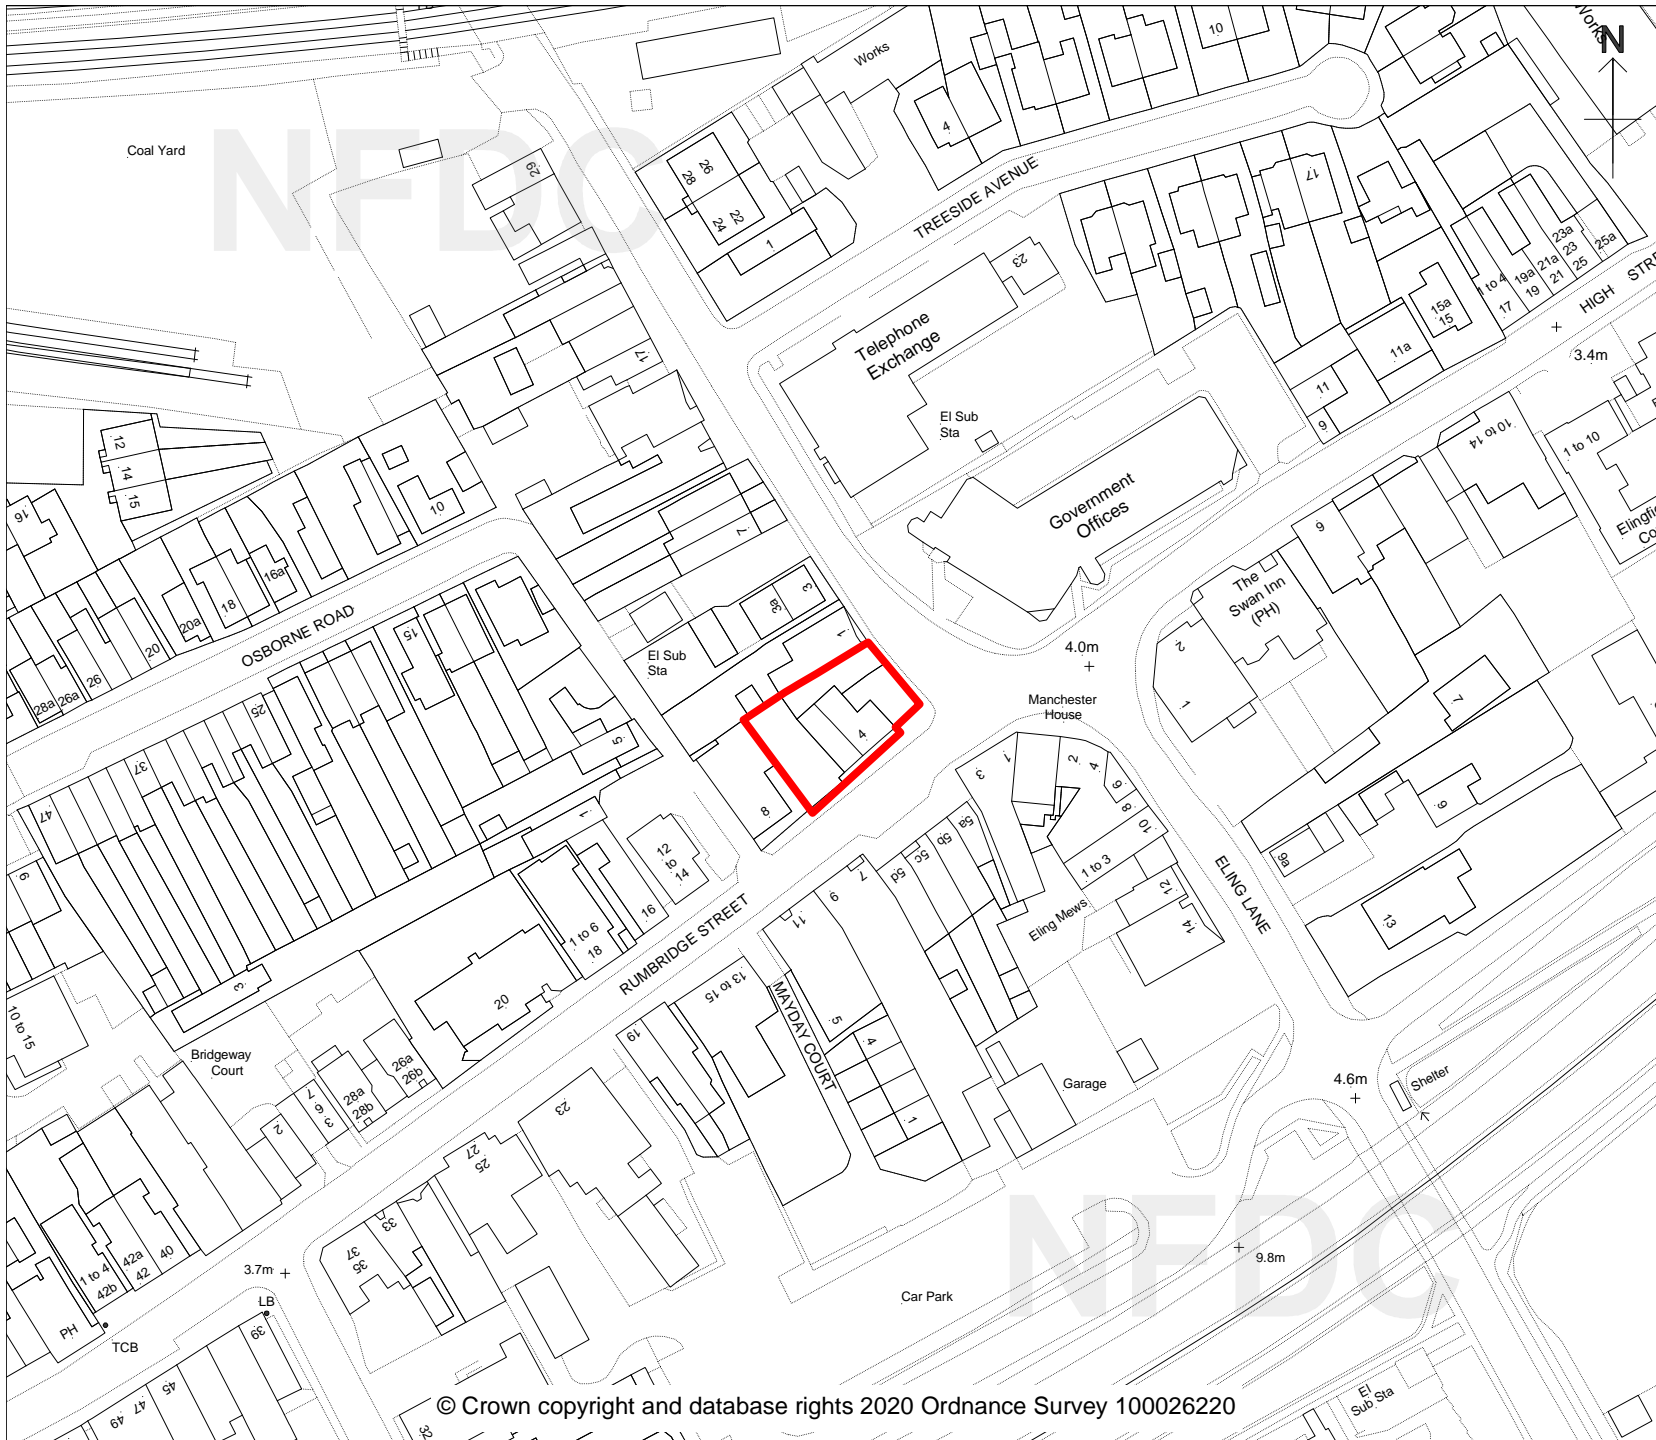 NFDC
N
Works
Works
Coal Yard
10
4
29
26
28
22
24
1
TREESIDE AVENUE
17
23
Telephone
Exchange
El Sub
Sta
23a
23
25a
21a
25
21
19a
19
1 to 4
17
15a
15
HIGH
11a
11
9
3.4m
12
14
15
16
10
17
7
Government
Offices
10 to 14
1 to 10
9
The
Swan Inn
(PH)
2
1
7
16a
18
20a
20
26
26a
28a
OSBORNE ROAD
15
25
37
47
5
El Sub
Sta
3
3B
1
4
8
4.0m
Manchester
House
3
1
2
4
6
8
10
1 to 3
12
14
Eling Mews
ELING LANE
9a
9
13
5a
5b
5c
5d
7
9
11
12
to
14
16
1
1 to 6
18
20
RUMBRIDGE STREET
13 to 15
19
MAYDAY COURT
5
4
1
Garage
Shelter
4.6m
9.8m
6
10 to 15
3
Bridgeway
Court
26a
26b
28a
28b
7
6
3
2
23
27
25
33
35
37
40
42a
42
1 to 4
42b
3.7m
LB
PH
TCB
39
45
47
49
32
Car Park
NFDC
El
Sub Sta
© Crown copyright and database rights 2020 Ordnance Survey 100026220